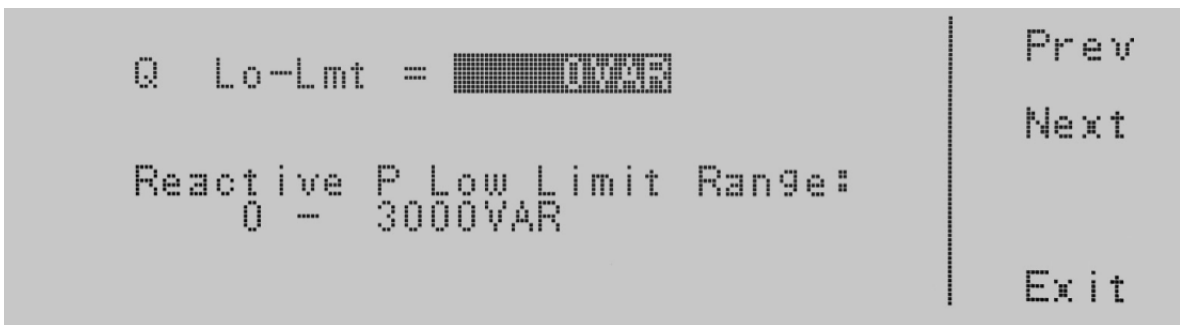 Q Lo-Lmt = 0VAR
Reactive P Low Limit Range:
0 - 3000VAR
Prev
Next
Exit